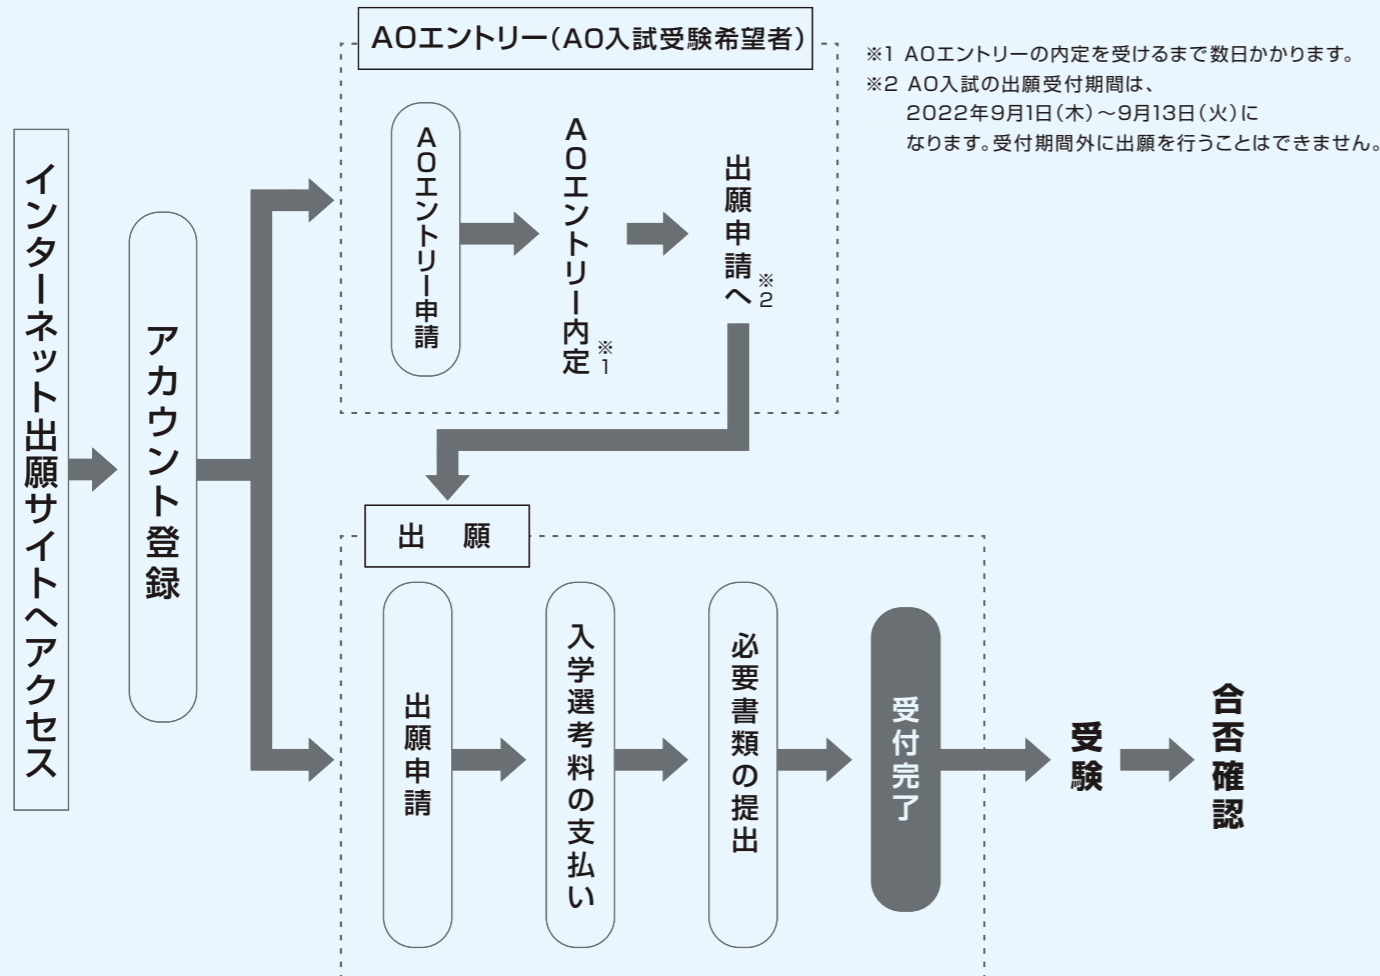 インターネット出願サイトへアクセス
アカウント登録
AOエントリー(AO入試受験希望者)
AOエントリー申請
AOエントリー内定 ※1
出願申請へ ※2
※1 AOエントリーの内定を受けるまで数日かかります。
※2 AO入試の出願受付期間は、
2022年9月1日(木)～9月13日(火)に
なります。受付期間外に出願を行うことはできません。
出 願
出願申請
入学選考料の支払い
必要書類の提出
受付完了
受験
合否確認